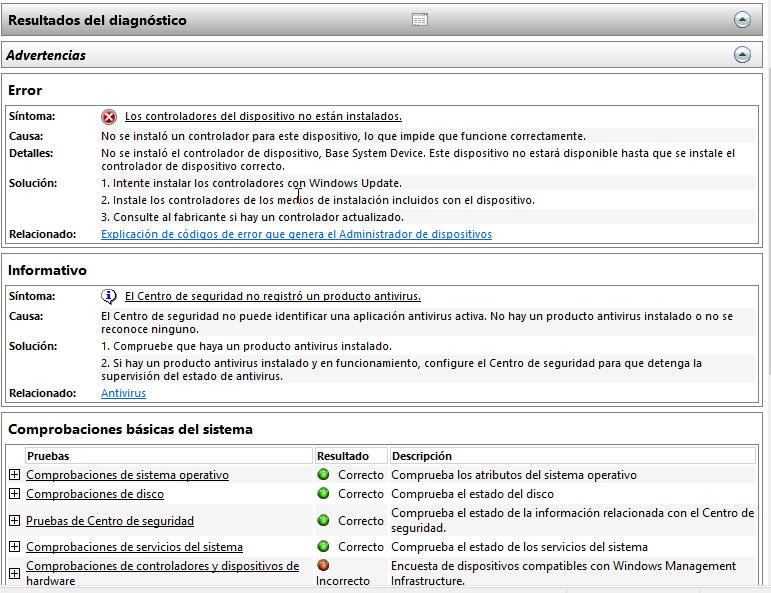 Resultados del diagnóstico
Advertencias
Error
Síntoma: Los controladores del dispositivo no están instalados.
Causa: No se instaló un controlador para este dispositivo, lo que impide que funcione correctamente.
Detalles: No se instaló el controlador de dispositivo, Base System Device. Este dispositivo no estará disponible hasta que se instale el
controlador de dispositivo correcto.
Solución: 1. Intente instalar los controladores con Windows Update.
2. Instale los controladores de los medios de instalación incluidos con el dispositivo.
3. Consulte al fabricante si hay un controlador actualizado.
Relacionado: Explicación de códigos de error que genera el Administrador de dispositivos
Informativo
Síntoma: El Centro de seguridad no registró un producto antivirus.
Causa: El Centro de seguridad no puede identificar una aplicación antivirus activa. No hay un producto antivirus instalado o no se
reconoce ninguno.
Solución: 1. Compruebe que haya un producto antivirus instalado.
2. Si hay un producto antivirus instalado y en funcionamiento, configure el Centro de seguridad para que detenga la
supervisión del estado de antivirus.
Relacionado: Antivirus
Comprobaciones básicas del sistema
Pruebas Resultado Descripción
Comprobaciones de sistema operativo Correcto Comprueba los atributos del sistema operativo
Comprobaciones de disco Correcto Comprueba el estado del disco
Pruebas de Centro de seguridad Correcto Comprueba el estado de la información relacionada con el Centro de
seguridad.
Comprobaciones de servicios del sistema Correcto Comprueba el estado de los servicios del sistema
Comprobaciones de controladores y dispositivos de Encuesta de dispositivos compatibles con Windows Management
hardware Incorrecto Infrastructure.